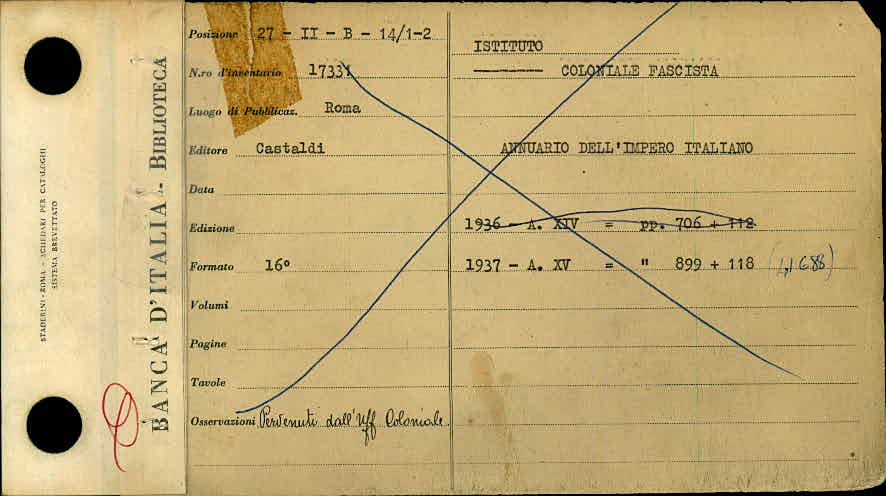 STADERINI - ROMA - SCHEDARI PER CATALOGHI
SISTEMA BREVETTATO
BANCA D'ITALIA - BIBLIOTECA
Posizione 27 - II - B - 14/1-2
N.ro d'inventario 17331
Luogo di Pubblicaz. Roma
Editore Castaldi
Data
Edizione
Formato 16°
Volumi
Pagine
Tavole
Osservazioni Pervenuti dall'Uff Coloniale
ISTITUTO
COLONIALE FASCISTA
ANNUARIO DELL'IMPERO ITALIANO
1936 - A. XIV = pp. 706 + 112
1937 - A. XV = " 899 + 118